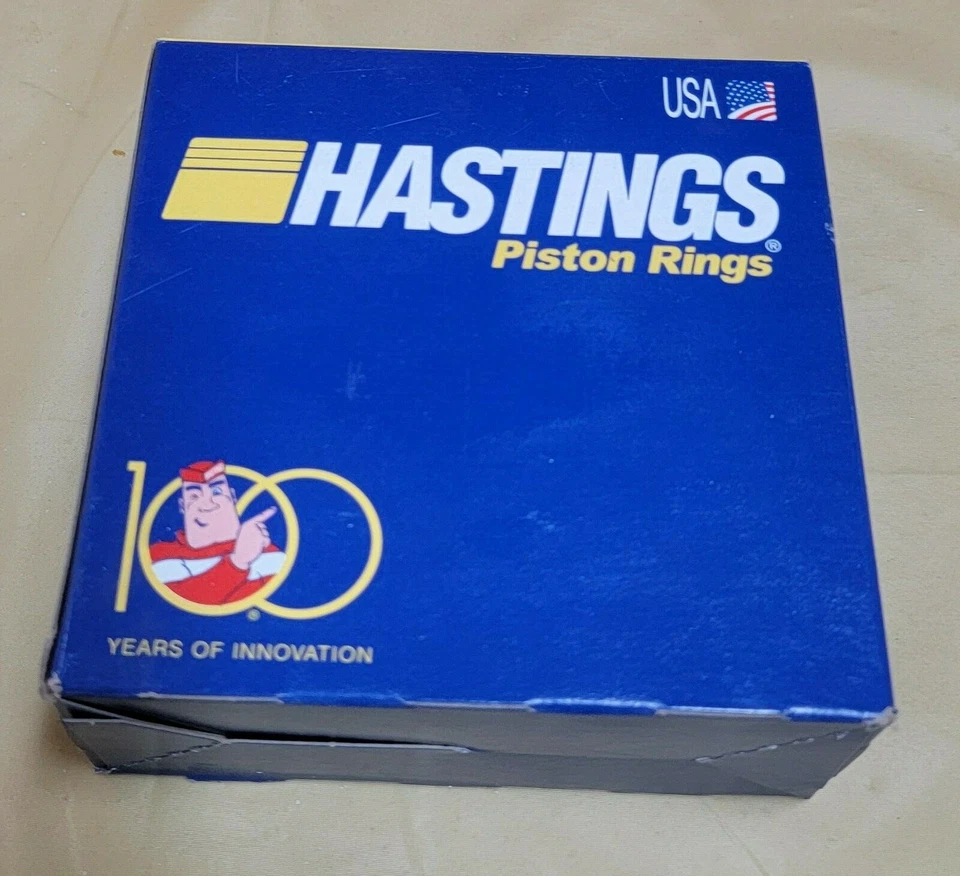 USA
HASTINGS®
Piston Rings
100®
YEARS OF INNOVATION